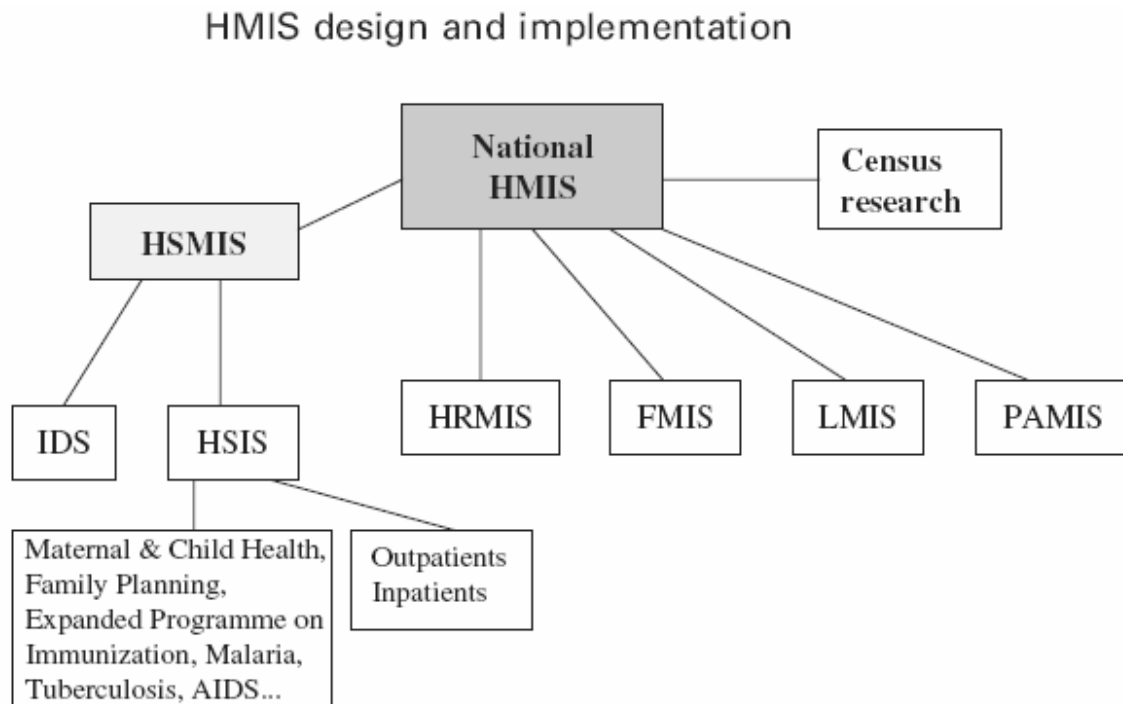 HMIS design and implementation
National
HMIS
Census
research
HSMIS
IDS
HSIS
HRMIS
FMIS
LMIS
PAMIS
Maternal & Child Health,
Family Planning,
Expanded Programme on
Immunization, Malaria,
Tuberculosis, AIDS...
Outpatients
Inpatients